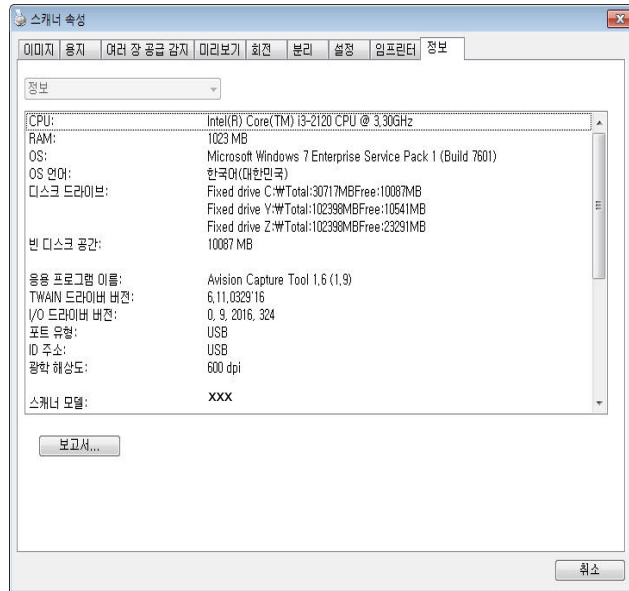 스캐너 속성
이미지 용지 여러 장 공급 감지 미리보기 회전 분리 설정 임프린터 정보
정보
CPU: Intel(R) Core(TM) i3-2120 CPU @ 3.30GHz
RAM: 1023 MB
OS: Microsoft Windows 7 Enterprise Service Pack 1 (Build 7601)
OS 언어: 한국어(대한민국)
디스크 드라이브: Fixed drive C:₩Total:30717MBFree:10087MB
Fixed drive Y:₩Total:102398MBFree:10541MB
Fixed drive Z:₩Total:102398MBFree:23291MB
빈 디스크 공간: 10087 MB
응용 프로그램 이름: Avision Capture Tool 1.6 (1.9)
TWAIN 드라이버 버전: 6.11.0329'16
I/O 드라이버 버전: 0, 9, 2016, 324
포트 유형: USB
ID 주소: USB
광학 해상도: 600 dpi
스캐너 모델: XXX
보고서...
취소